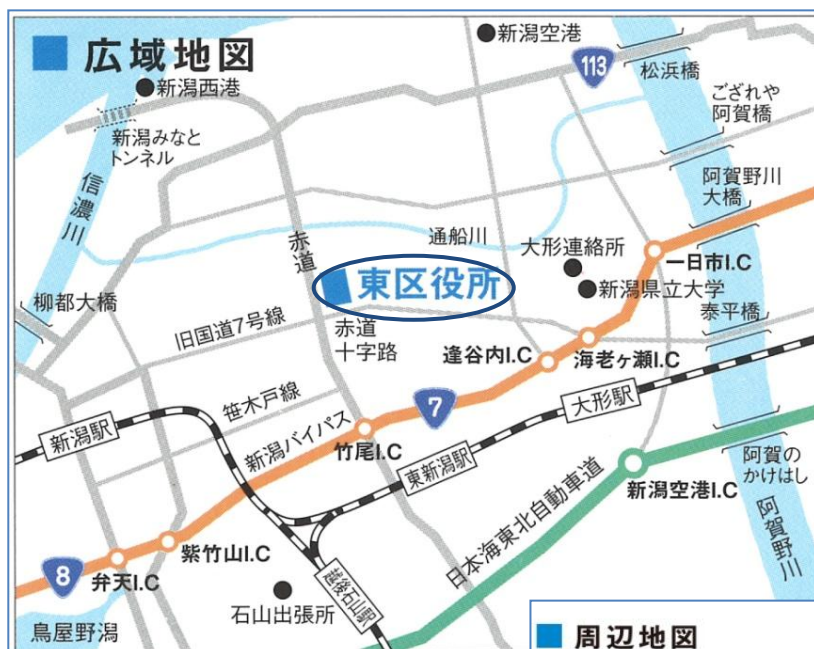 広域地図
新潟空港
113
松浜橋
新潟西港
ござれや
阿賀橋
新潟みなと
トンネル
信濃川
阿賀野川
大橋
赤道
通船川
大形連絡所
一日市I.C
東区役所
新潟県立大学
柳都大橋
泰平橋
旧国道7号線
赤道
十字路
逢谷内I.C
海老ヶ瀬I.C
笹木戸線
7
大形駅
新潟駅
新潟バイパス
竹尾I.C
東新潟駅
阿賀の
かけはし
新潟空港I.C
日本海東北自動車道
阿賀野川
紫竹山I.C
8
弁天I.C
越後石山駅
石山出張所
鳥屋野潟
周辺地図